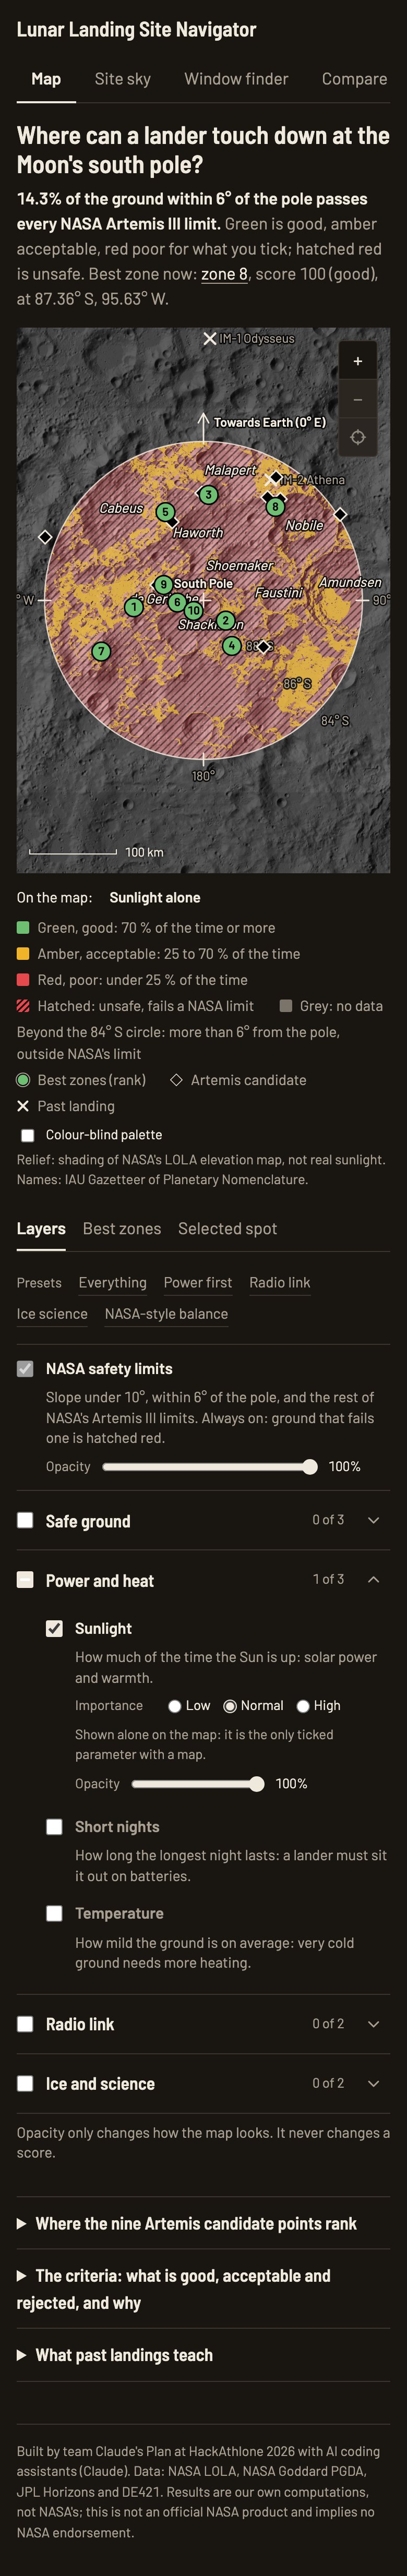 Lunar Landing Site Navigator
Map Site sky Window finder Compare
Where can a lander touch down at the
Moon's south pole?
14.3% of the ground within 6° of the pole passes
every NASA Artemis III limit. Green is good, amber
acceptable, red poor for what you tick; hatched red
is unsafe. Best zone now: zone 8, score 100 (good),
at 87.36° S, 95.63° W.
IM-1 Odysseus
+
−
Towards Earth (0° E)
Malapert
IM-2 Athena
3
Cabeus
5
8
Haworth
Nobile
Shoemaker
9 South Pole
Faustini
Amundsen
° W
1
6
10
90°
2
4
7
86° S
84° S
180°
100 km
On the map: Sunlight alone
Green, good: 70 % of the time or more
Amber, acceptable: 25 to 70 % of the time
Red, poor: under 25 % of the time
Hatched: unsafe, fails a NASA limit Grey: no data
Beyond the 84° S circle: more than 6° from the pole,
outside NASA's limit
Best zones (rank) Artemis candidate
Past landing
Colour-blind palette
Relief: shading of NASA's LOLA elevation map, not real sunlight.
Names: IAU Gazetteer of Planetary Nomenclature.
Layers Best zones Selected spot
Presets Everything Power first Radio link
Ice science NASA-style balance
NASA safety limits
Slope under 10°, within 6° of the pole, and the rest of
NASA's Artemis III limits. Always on: ground that fails
one is hatched red.
Opacity 100%
Safe ground 0 of 3
Power and heat 1 of 3
Sunlight
How much of the time the Sun is up: solar power
and warmth.
Importance Low Normal High
Shown alone on the map: it is the only ticked
parameter with a map.
Opacity 100%
Short nights
How long the longest night lasts: a lander must sit
it out on batteries.
Temperature
How mild the ground is on average: very cold
ground needs more heating.
Radio link 0 of 2
Ice and science 0 of 2
Opacity only changes how the map looks. It never changes a
score.
Where the nine Artemis candidate points rank
The criteria: what is good, acceptable and
rejected, and why
What past landings teach
Built by team Claude's Plan at HackAthlone 2026 with AI coding
assistants (Claude). Data: NASA LOLA, NASA Goddard PGDA,
JPL Horizons and DE421. Results are our own computations,
not NASA's; this is not an official NASA product and implies no
NASA endorsement.